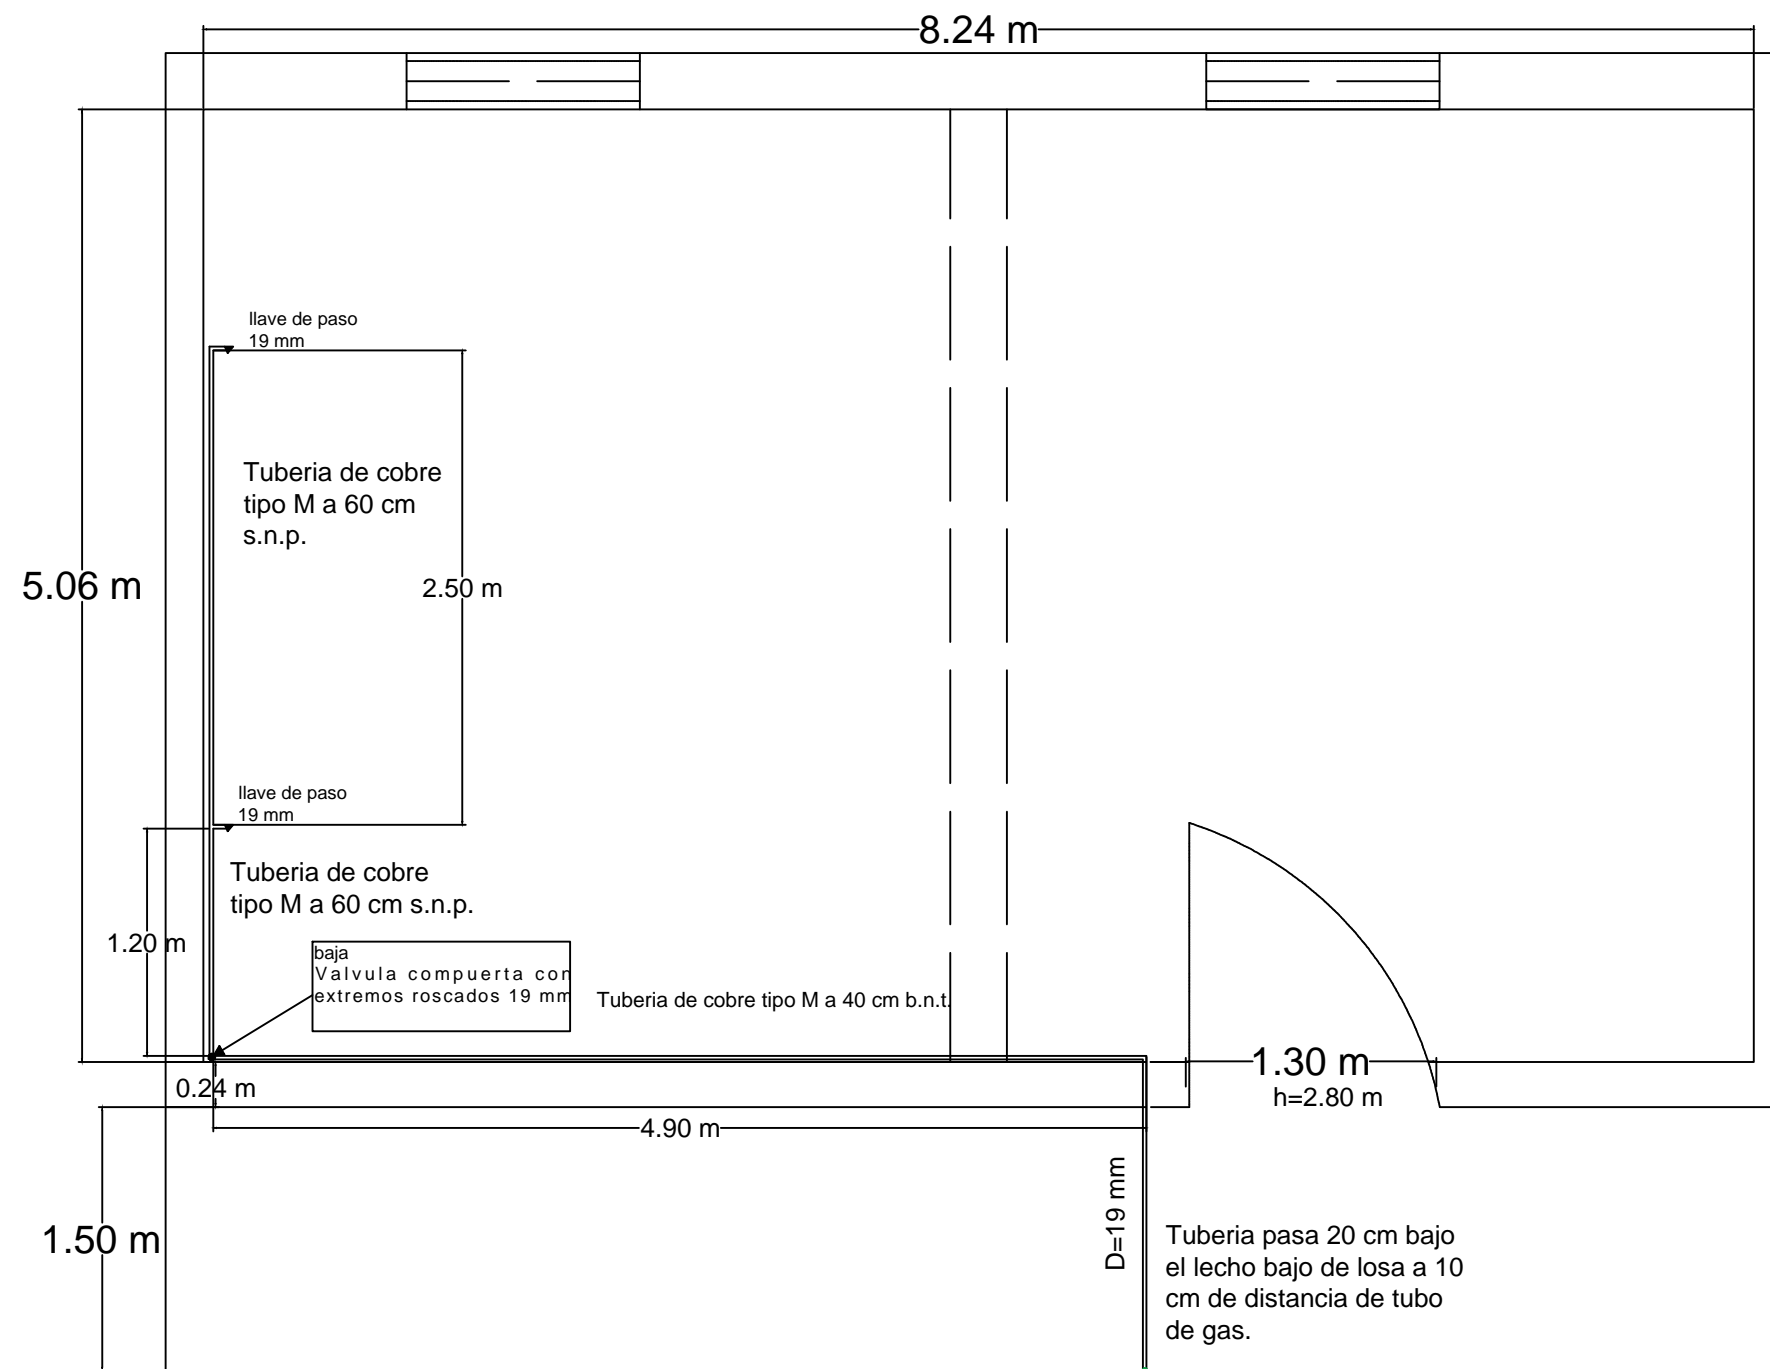 8.24 m
llave de paso
19 mm
Tuberia de cobre
tipo M a 60 cm
s.n.p.
5.06 m
2.50 m
llave de paso
19 mm
Tuberia de cobre
tipo M a 60 cm s.n.p.
1.20 m
baja
Valvula compuerta con
extremos roscados 19 mm
Tuberia de cobre tipo M a 40 cm b.n.t.
1.30 m
h=2.80 m
0.24 m
4.90 m
D=19 mm
1.50 m
Tuberia pasa 20 cm bajo
el lecho bajo de losa a 10
cm de distancia de tubo
de gas.